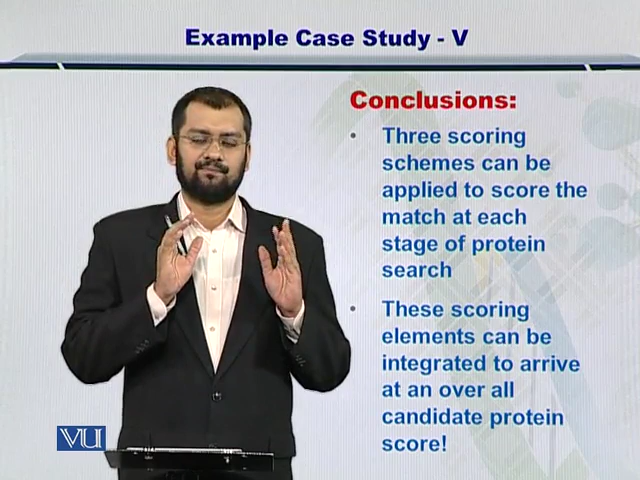 Example Case Study - V
Conclusions:
• Three scoring
schemes can be
applied to score the
match at each
stage of protein
search
• These scoring
elements can be
integrated to arrive
at an over all
candidate protein
score!
VU